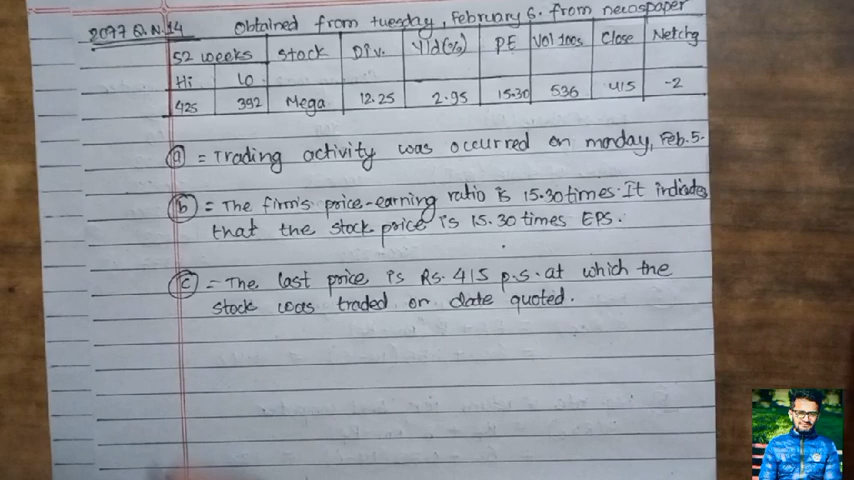 2077 Q.N.14 Obtained from tuesday, February 6. from newspaper
52 weeks Stock Div. Yld(%) PE Vol 100s Close Netchg
Hi Lo
425 392 Mega 12.25 2.95 15.30 536 415 -2
(a) = Trading activity was occurred on monday, Feb.5.
(b) = The firm's price-earning ratio is 15.30 times. It indicates
that the stock price is 15.30 times EPS.
(c) = The last price is Rs. 415 p.s. at which the
stock was traded on date quoted.